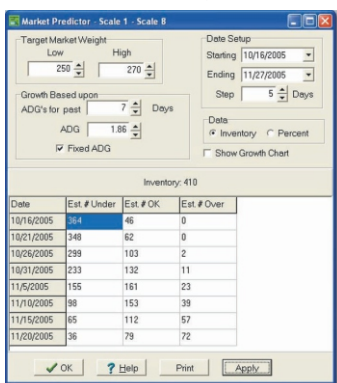 Market Predictor - Scale 1 - Scale 8
Target Market Weight
Low High
250 270
Growth Based upon
ADG's for past 7 Days
ADG 1.86
Fixed ADG
Date Setup
Starting 10/16/2005
Ending 11/27/2005
Step 5 Days
Data
Inventory Percent
Show Growth Chart
Inventory: 410
Date Est. # Under Est. # OK Est. # Over
10/16/2005 364 46 0
10/21/2005 348 62 0
10/26/2005 299 103 2
10/31/2005 233 132 11
11/5/2005 155 161 23
11/10/2005 98 153 39
11/15/2005 65 112 57
11/20/2005 36 79 72
OK ? Help Print Apply